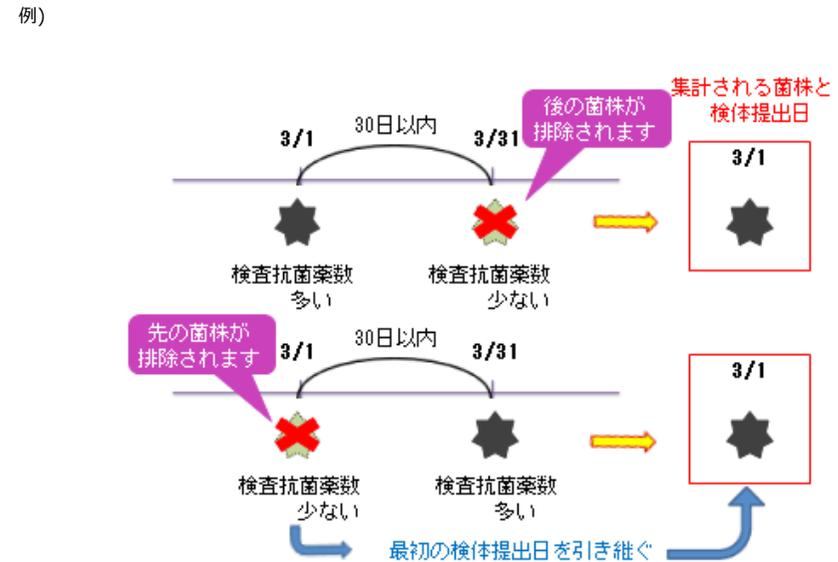 例)
集計される菌株と
検体提出日
後の菌株が
排除されます
3/1
30日以内
3/31
3/1
検査抗菌薬数
多い
検査抗菌薬数
少ない
先の菌株が
排除されます
3/1
30日以内
3/31
3/1
検査抗菌薬数
少ない
検査抗菌薬数
多い
最初の検体提出日を引き継ぐ